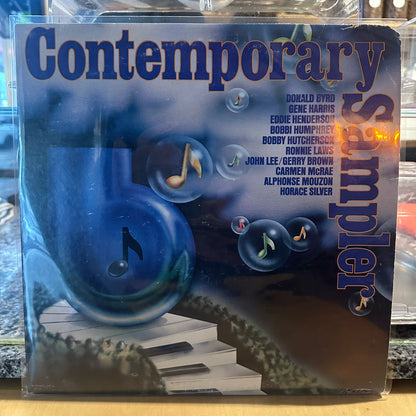 Contemporary
Sampler
DONALD BYRD
GENE HARRIS
EDDIE HENDERSON
BOBBI HUMPHREY
BOBBY HUTCHERSON
RONNIE LAWS
JOHN LEE/GERRY BROWN
CARMEN McRAE
ALPHONSE MOUZON
HORACE SILVER